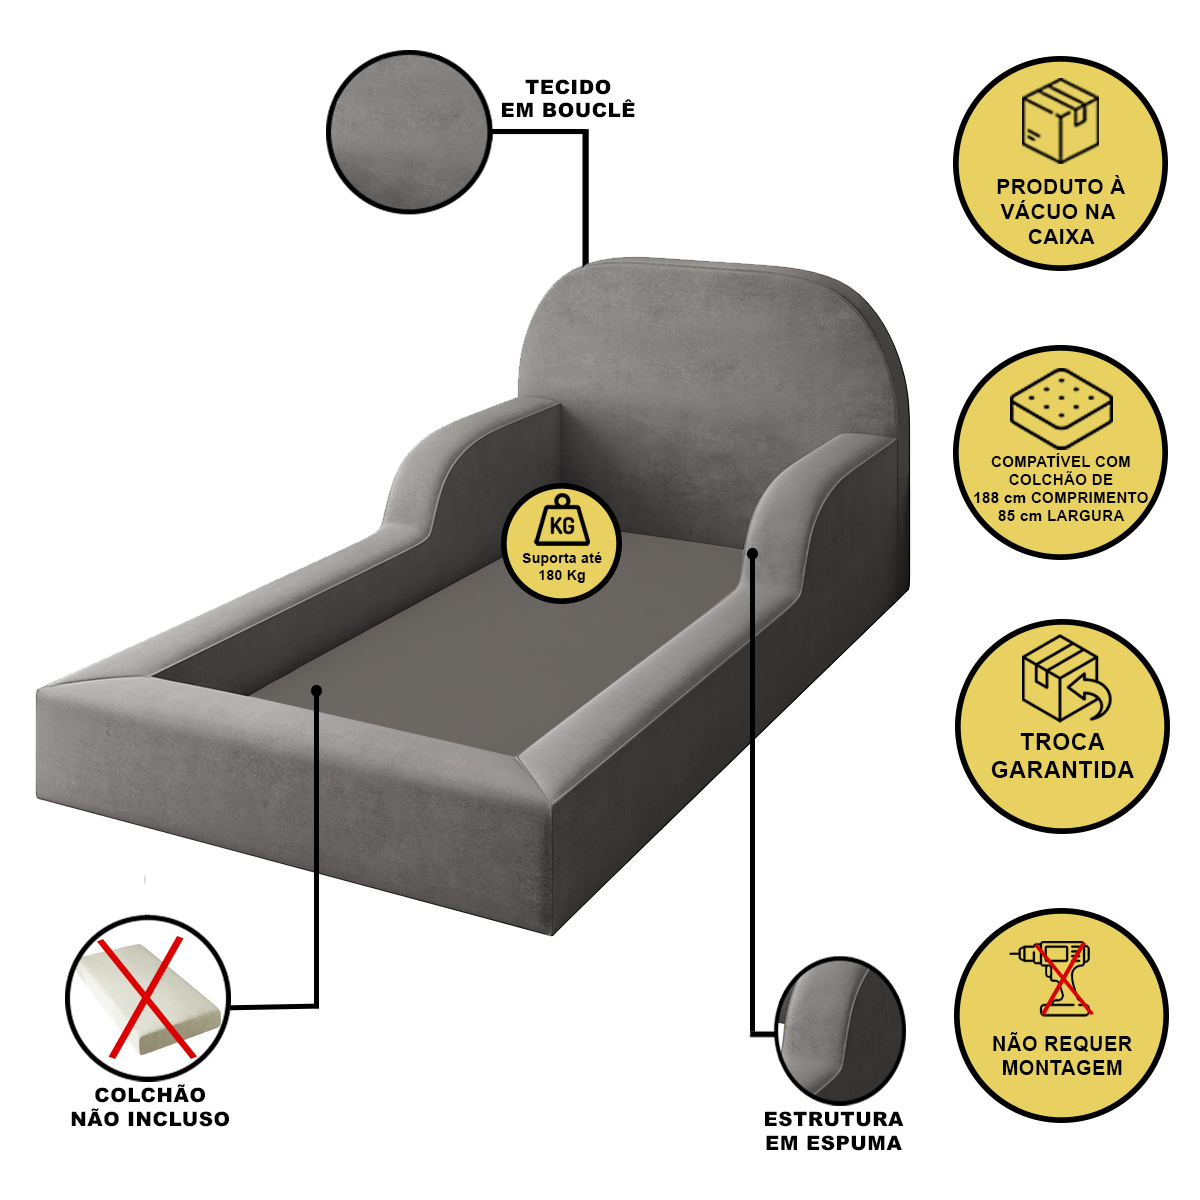 TECIDO
EM BOUCLÊ
PRODUTO À
VÁCUO NA
CAIXA
COMPATÍVEL COM
COLCHÃO DE
188 cm COMPRIMENTO
85 cm LARGURA
KG
Suporta até
180 Kg
TROCA
GARANTIDA
NÃO REQUER
MONTAGEM
COLCHÃO
NÃO INCLUSO
ESTRUTURA
EM ESPUMA